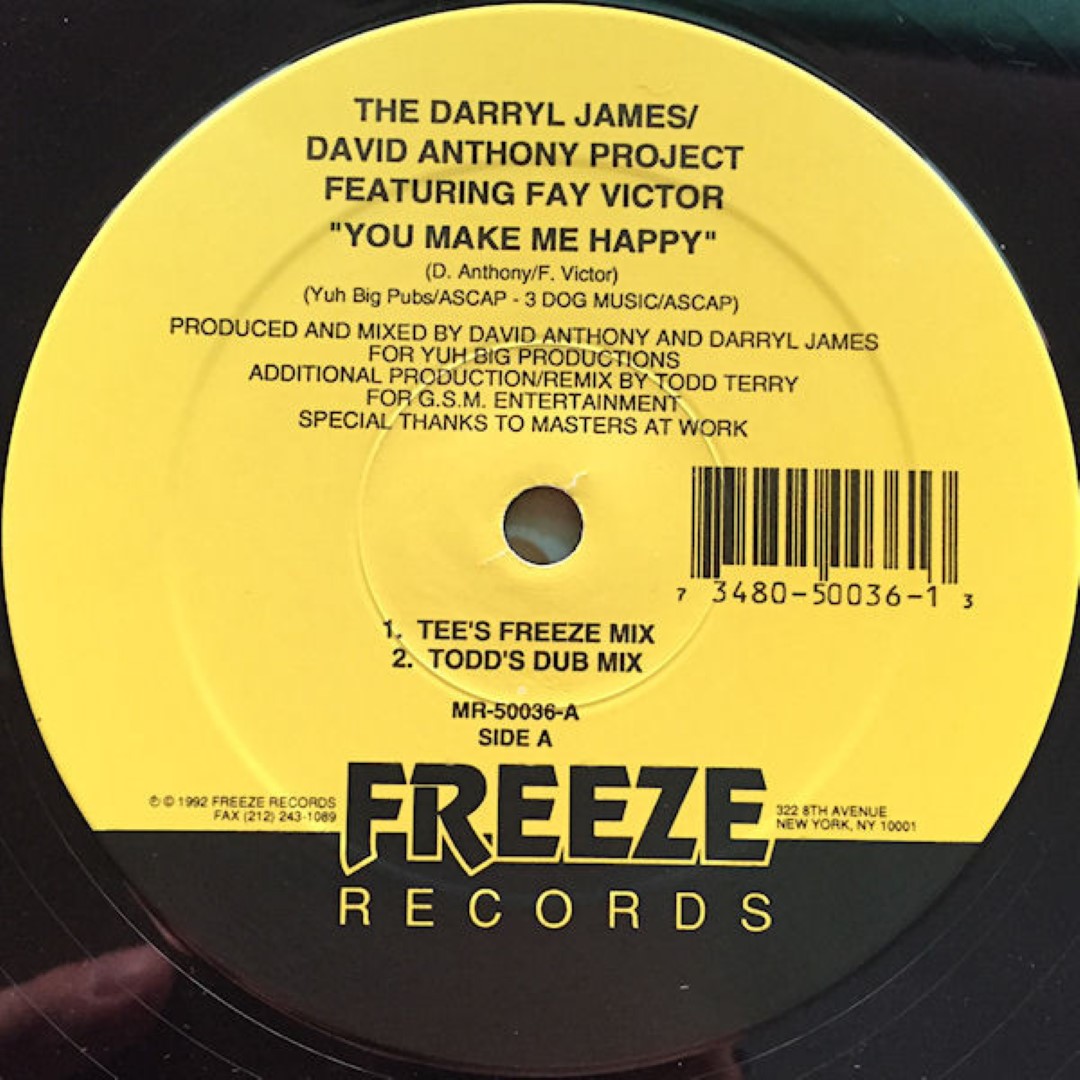 THE DARRYL JAMES/
DAVID ANTHONY PROJECT
FEATURING FAY VICTOR
"YOU MAKE ME HAPPY"
(D. Anthony/F. Victor)
(Yuh Big Pubs/ASCAP - 3 DOG MUSIC/ASCAP)
PRODUCED AND MIXED BY DAVID ANTHONY AND DARRYL JAMES
FOR YUH BIG PRODUCTIONS
ADDITIONAL PRODUCTION/REMIX BY TODD TERRY
FOR G.S.M. ENTERTAINMENT
SPECIAL THANKS TO MASTERS AT WORK
7 3480-50036-1 3
1. TEE'S FREEZE MIX
2. TODD'S DUB MIX
MR-50036-A
SIDE A
℗ © 1992 FREEZE RECORDS
FAX (212) 243-1089
FREEZE
RECORDS
322 8TH AVENUE
NEW YORK, NY 10001